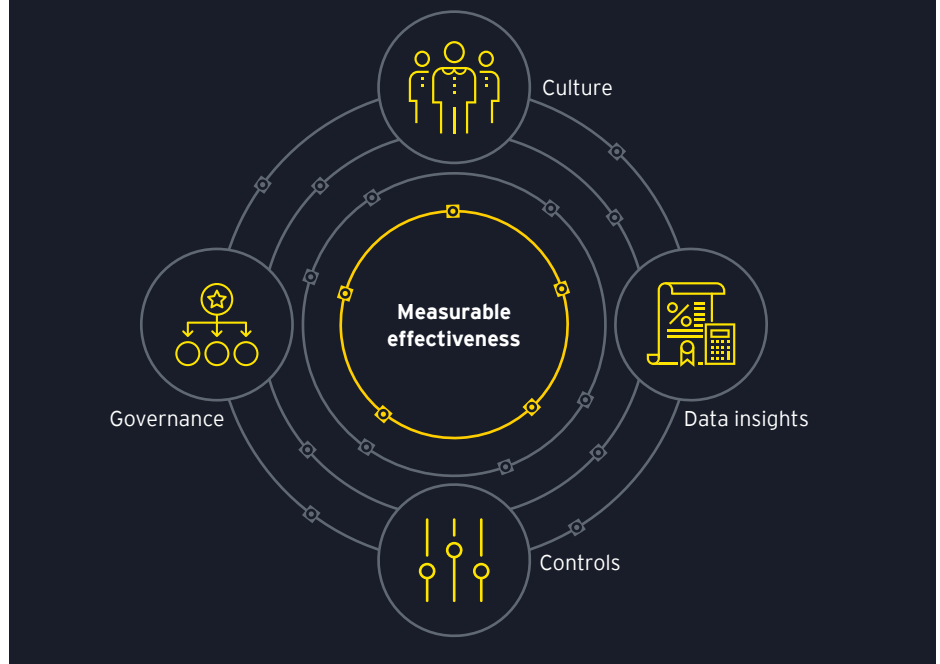 Culture
Measurable
effectiveness
Governance
Data insights
Controls